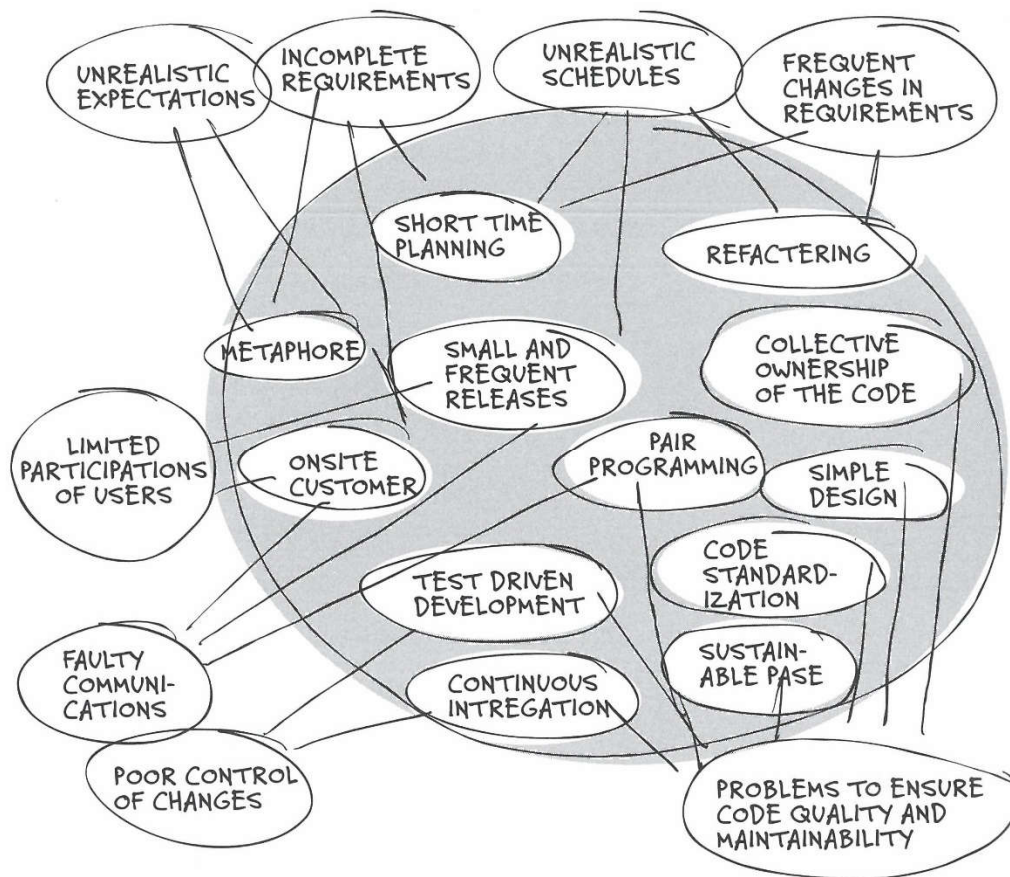 UNREALISTIC
EXPECTATIONS
INCOMPLETE
REQUIREMENTS
UNREALISTIC
SCHEDULES
FREQUENT
CHANGES IN
REQUIREMENTS
SHORT TIME
PLANNING
REFACTERING
METAPHORE
SMALL AND
FREQUENT
RELEASES
COLLECTIVE
OWNERSHIP
OF THE CODE
LIMITED
PARTICIPATIONS
OF USERS
ONSITE
CUSTOMER
PAIR
PROGRAMMING
SIMPLE
DESIGN
TEST DRIVEN
DEVELOPMENT
CODE
STANDARD-
IZATION
FAULTY
COMMUNI-
CATIONS
CONTINUOUS
INTREGATION
SUSTAIN-
ABLE PASE
POOR CONTROL
OF CHANGES
PROBLEMS TO ENSURE
CODE QUALITY AND
MAINTAINABILITY